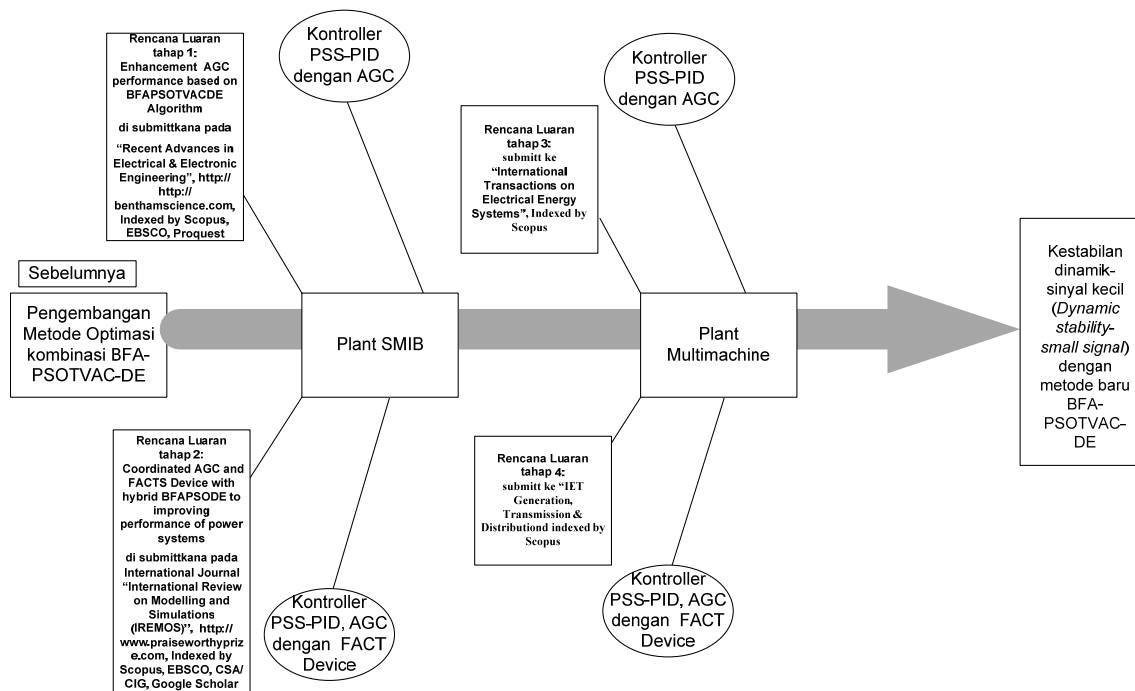 Rencana Luaran
tahap 1:
Enhancement AGC
performance based on
BFAPSOTVACDE
Algorithm
di submittkana pada
“Recent Advances in
Electrical & Electronic
Engineering”, http://
http://
benthamscience.com,
Indexed by Scopus,
EBSCO, Proquest
Kontroller
PSS-PID
dengan AGC
Rencana Luaran
tahap 3:
submitt ke
“International
Transactions on
Electrical Energy
Systems”, Indexed by
Scopus
Kontroller
PSS-PID
dengan AGC
Sebelumnya
Pengembangan
Metode Optimasi
kombinasi BFA-
PSOTVAC-DE
Plant SMIB
Plant
Multimachine
Kestabilan
dinamik-
sinyal kecil
(Dynamic
stability-
small signal)
dengan
metode baru
BFA-
PSOTVAC-
DE
Rencana Luaran
tahap 2:
Coordinated AGC and
FACTS Device with
hybrid BFAPSODE to
improving
performance of power
systems
di submittkana pada
International Journal
“International Review
on Modelling and
Simulations
(IREMOS)”, http://
www.praiseworthypriz
e.com, Indexed by
Scopus, EBSCO, CSA/
CIG, Google Scholar
Kontroller
PSS-PID, AGC
dengan FACT
Device
Rencana Luaran
tahap 4:
submitt ke “IET
Generation,
Transmission &
Distributiond indexed by
Scopus
Kontroller
PSS-PID, AGC
dengan FACT
Device